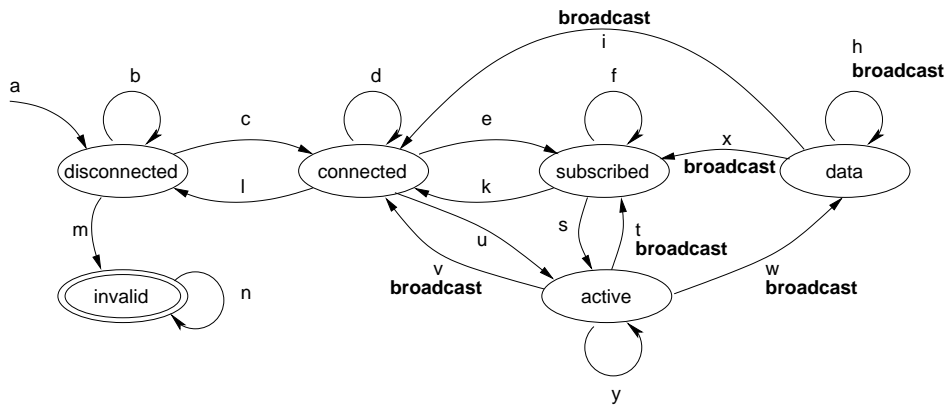 broadcast
i
h
broadcast
a
b
d
f
c
e
x
broadcast
disconnected
connected
subscribed
data
l
k
m
s
t
broadcast
u
v
broadcast
w
broadcast
invalid
n
active
y